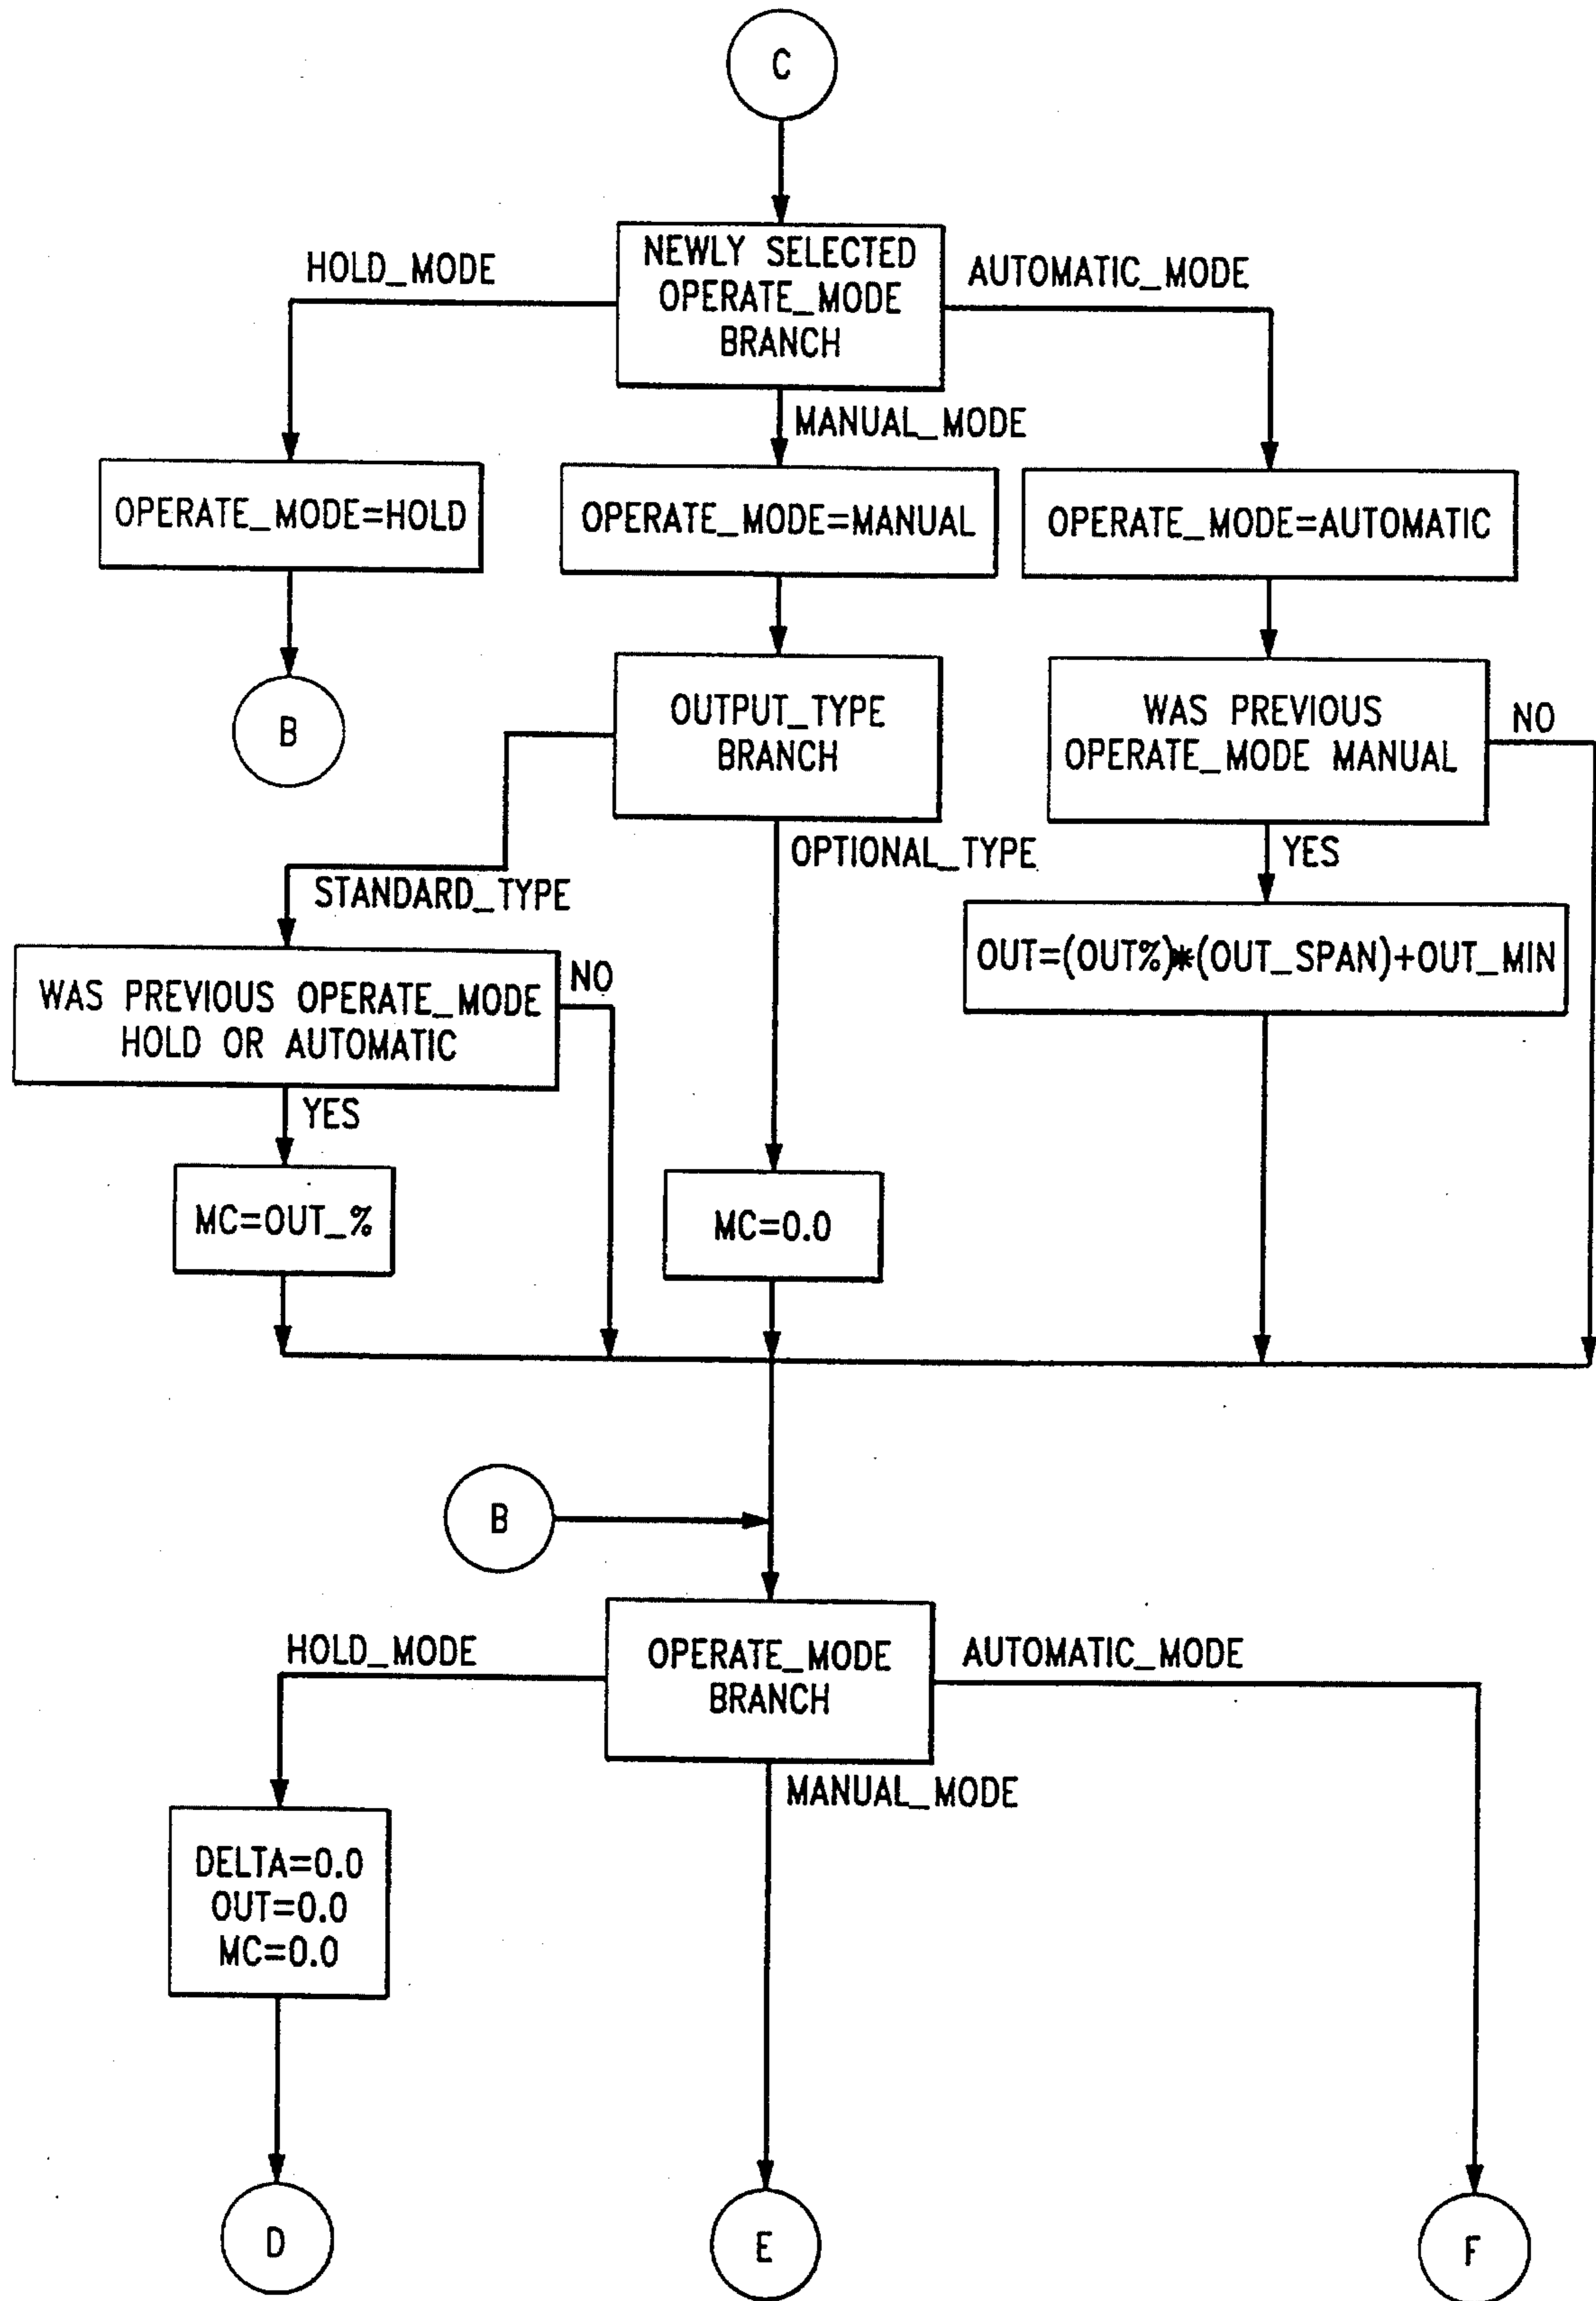 C
NEWLY SELECTED
OPERATE_MODE
BRANCH
HOLD_MODE
AUTOMATIC_MODE
MANUAL_MODE
OPERATE_MODE=HOLD
OPERATE_MODE=MANUAL
OPERATE_MODE=AUTOMATIC
B
OUTPUT_TYPE
BRANCH
WAS PREVIOUS
OPERATE_MODE MANUAL
NO
STANDARD_TYPE
OPTIONAL_TYPE
YES
WAS PREVIOUS OPERATE_MODE
HOLD OR AUTOMATIC
NO
OUT=(OUT%)*(OUT_SPAN)+OUT_MIN
YES
MC=OUT_%
MC=0.0
B
OPERATE_MODE
BRANCH
HOLD_MODE
AUTOMATIC_MODE
MANUAL_MODE
DELTA=0.0
OUT=0.0
MC=0.0
D
E
F